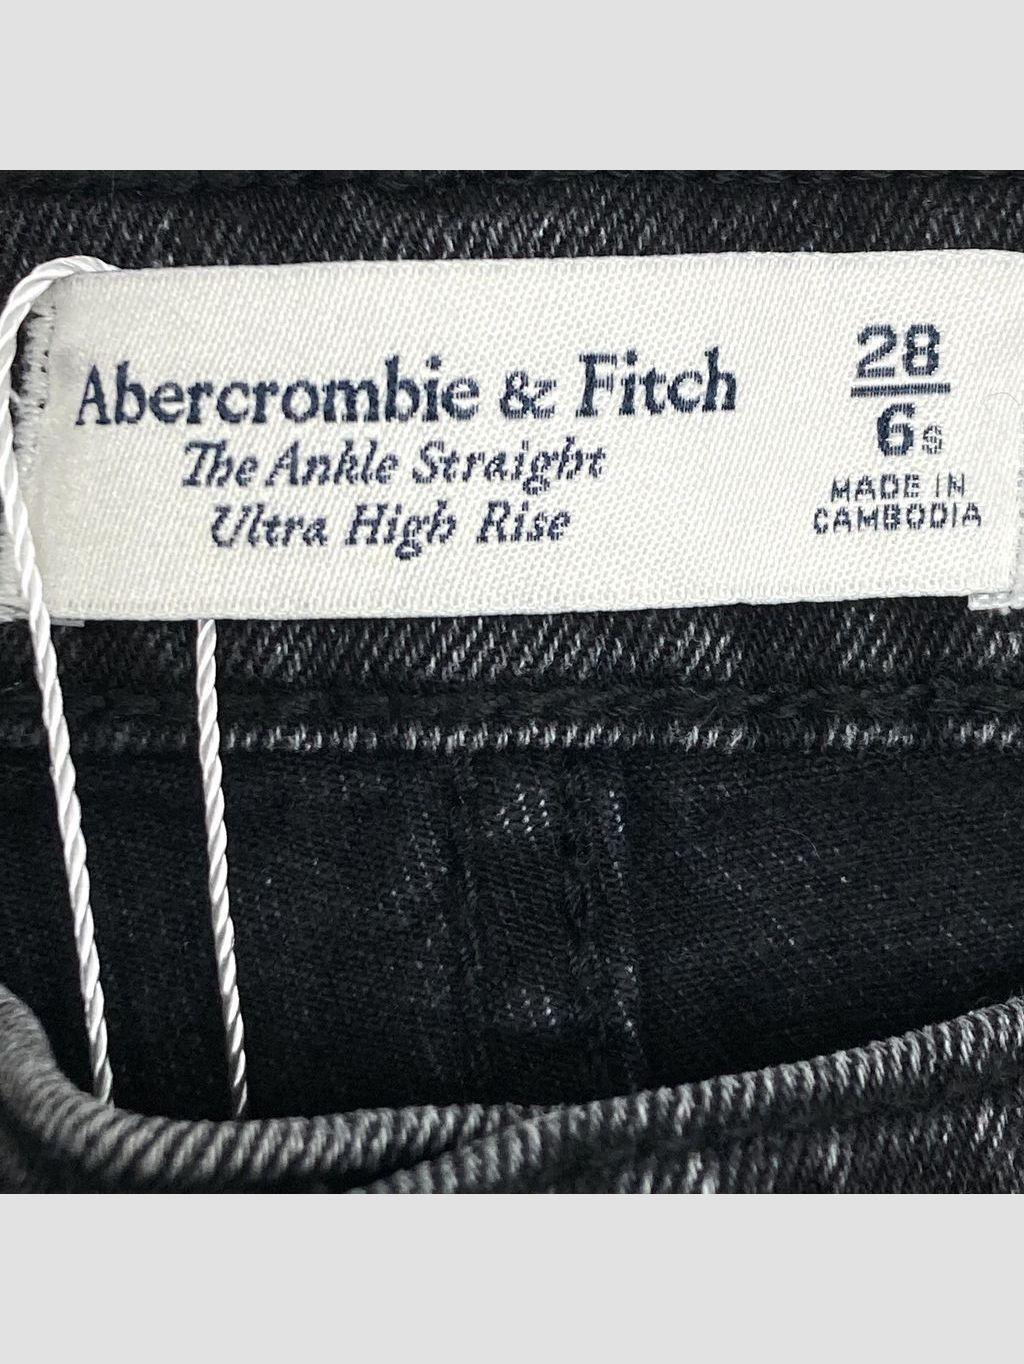 Abercrombie & Fitch
The Ankle Straight
Ultra High Rise
28
6S
MADE IN
CAMBODIA